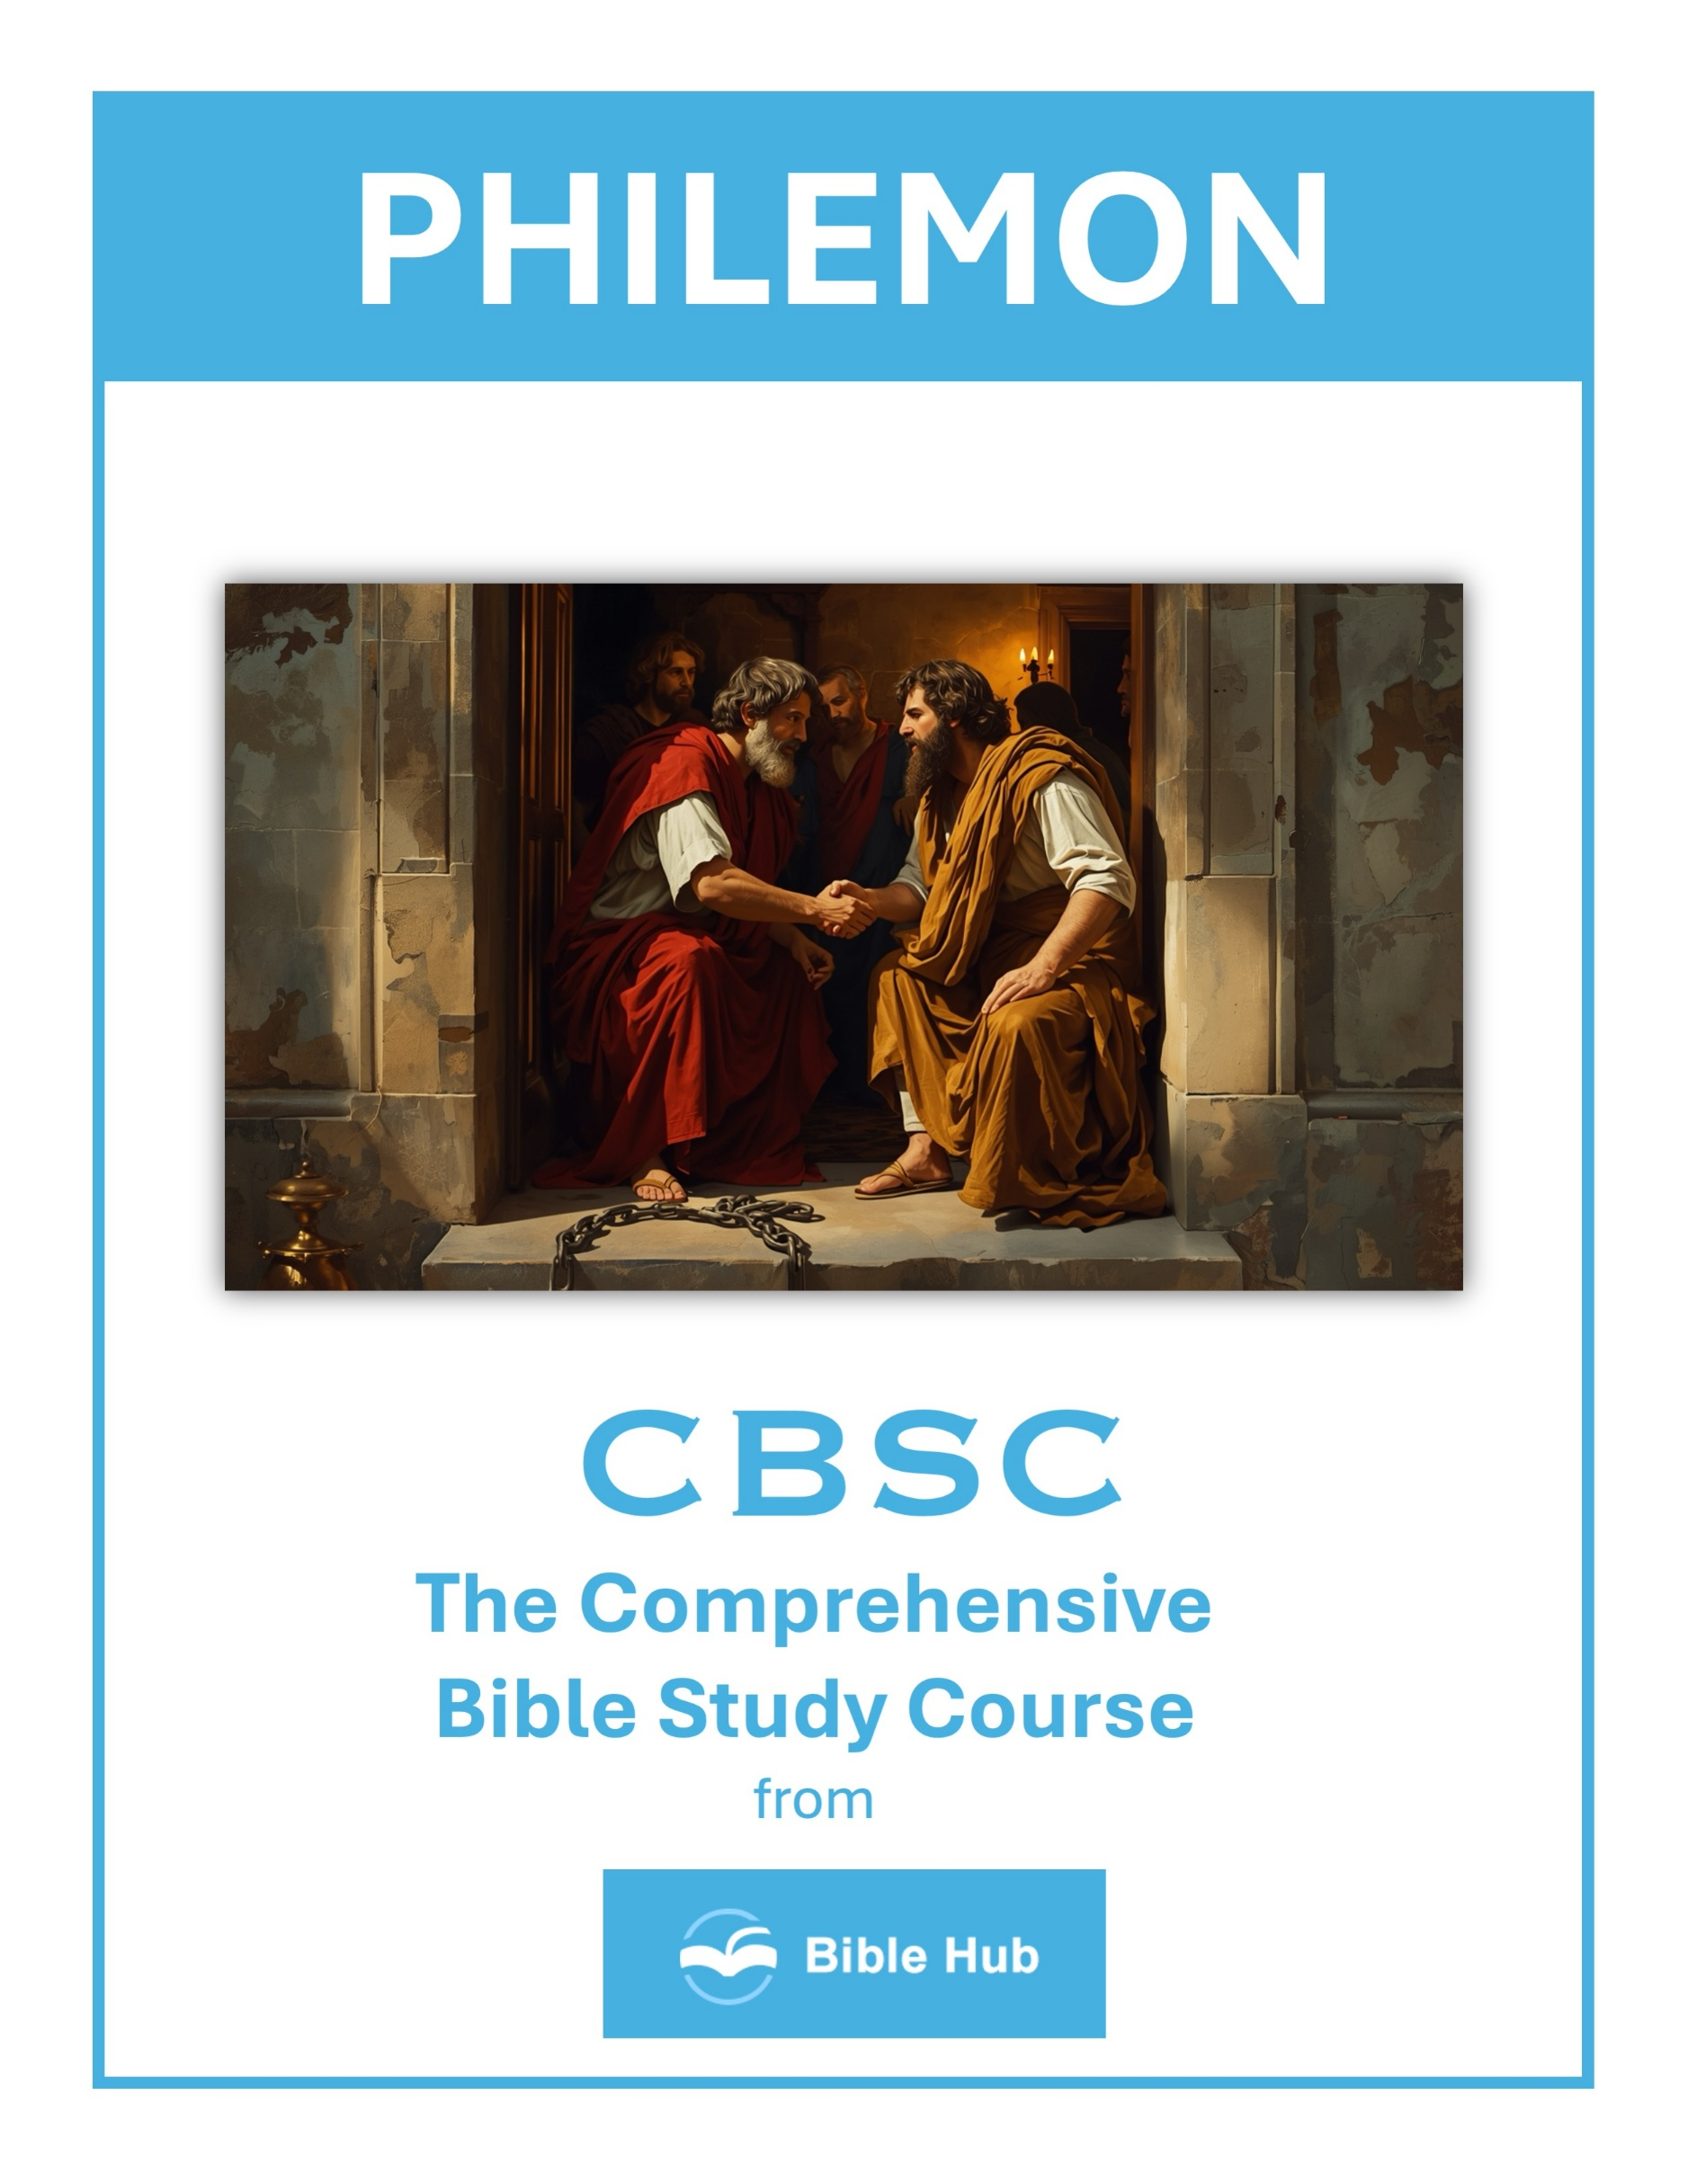 PHILEMON
CBSC
The Comprehensive
Bible Study Course
from
Bible Hub